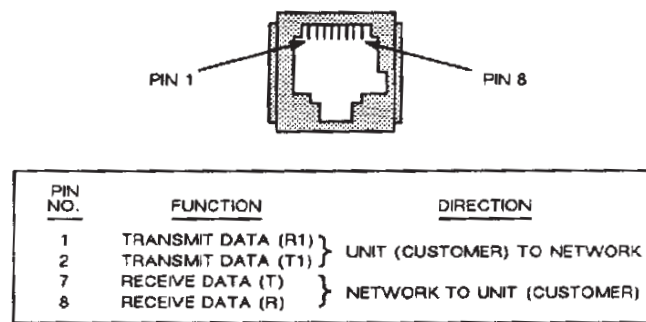 PIN 1
PIN 8
PIN NO. FUNCTION DIRECTION
1 TRANSMIT DATA (R1)
2 TRANSMIT DATA (T1)
UNIT (CUSTOMER) TO NETWORK
7 RECEIVE DATA (T)
8 RECEIVE DATA (R)
NETWORK TO UNIT (CUSTOMER)